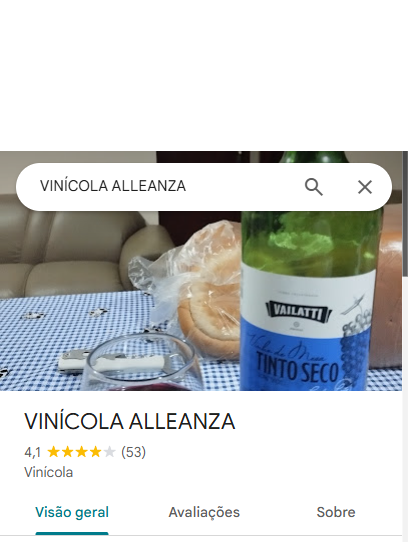 VINÍCOLA ALLEANZA
VAILATTI
Vinho de Mesa
TINTO SECO
VINÍCOLA ALLEANZA
4,1 (53)
Vinícola
Visão geral
Avaliações
Sobre